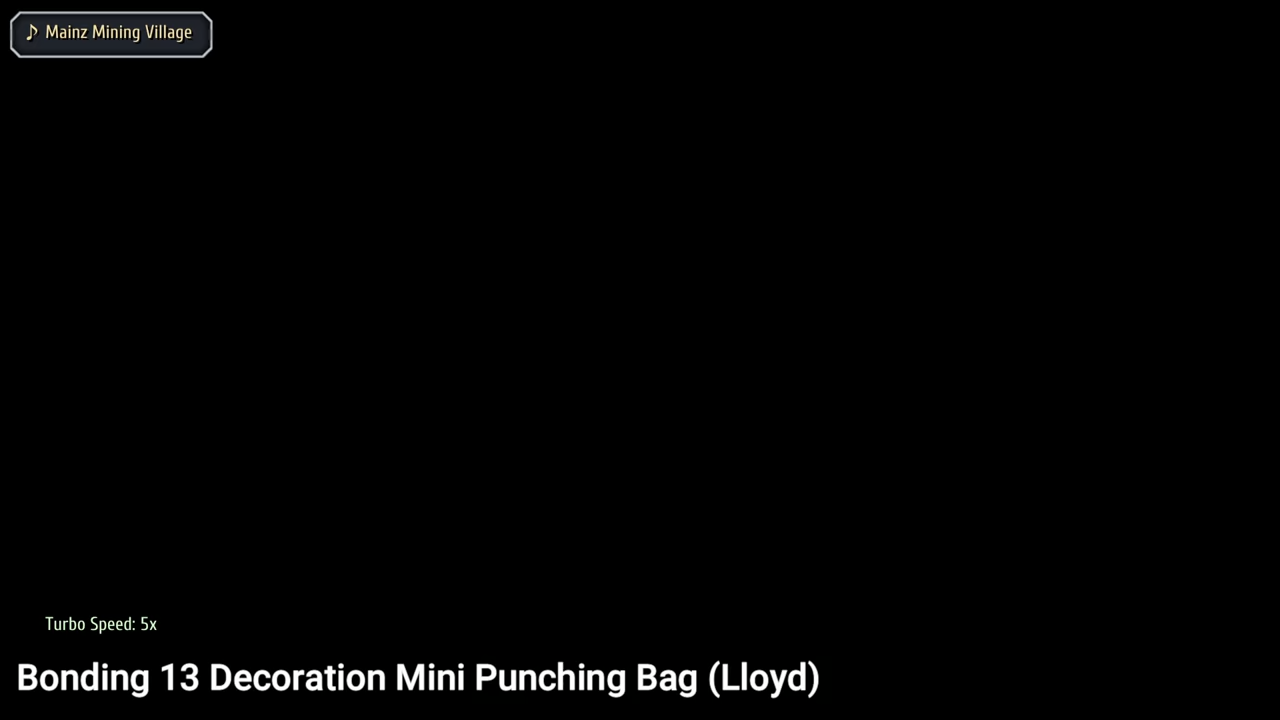 ♪ Mainz Mining Village
Turbo Speed: 5x
Bonding 13 Decoration Mini Punching Bag (Lloyd)